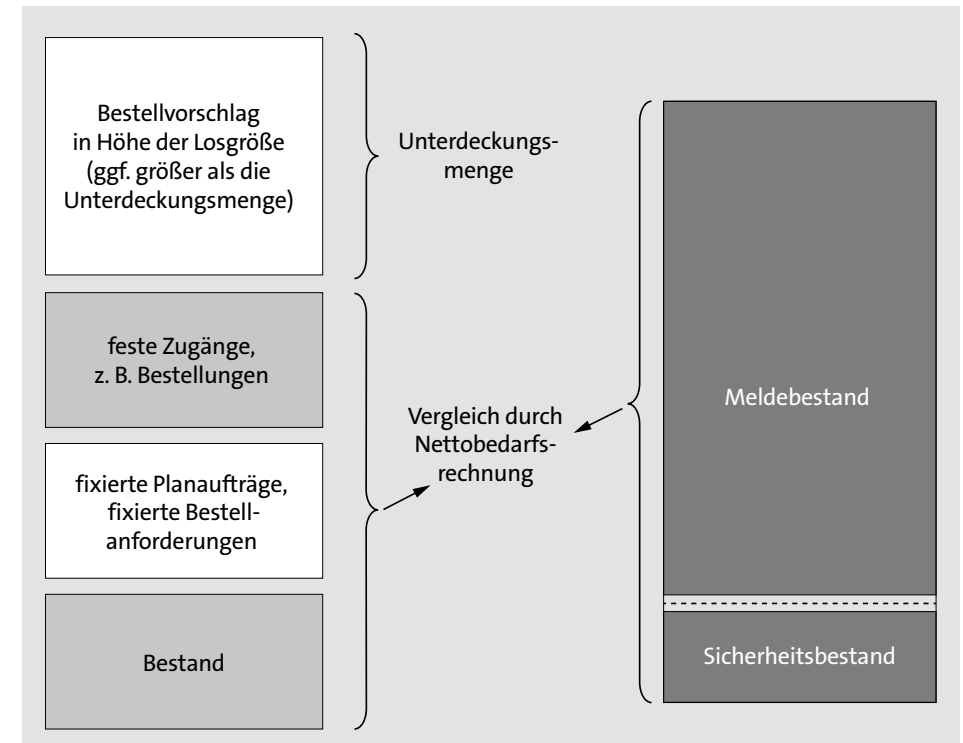 Bestellvorschlag
in Höhe der Losgröße
(ggf. größer als die
Unterdeckungsmenge)
Unterdeckungs-
menge
feste Zugänge,
z. B. Bestellungen
fixierte Planaufträge,
fixierte Bestell-
anforderungen
Bestand
Vergleich durch
Nettobedarfs-
rechnung
Meldebestand
Sicherheitsbestand